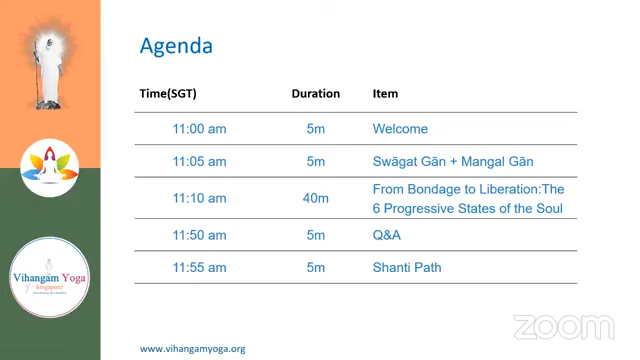 Agenda
Time(SGT) Duration Item
11:00 am 5m Welcome
11:05 am 5m Swāgat Gān + Mangal Gān
11:10 am 40m From Bondage to Liberation:The
6 Progressive States of the Soul
11:50 am 5m Q&A
11:55 am 5m Shanti Path
Vihangam Yoga
Singapore
www.vihangamyoga.org
zoom